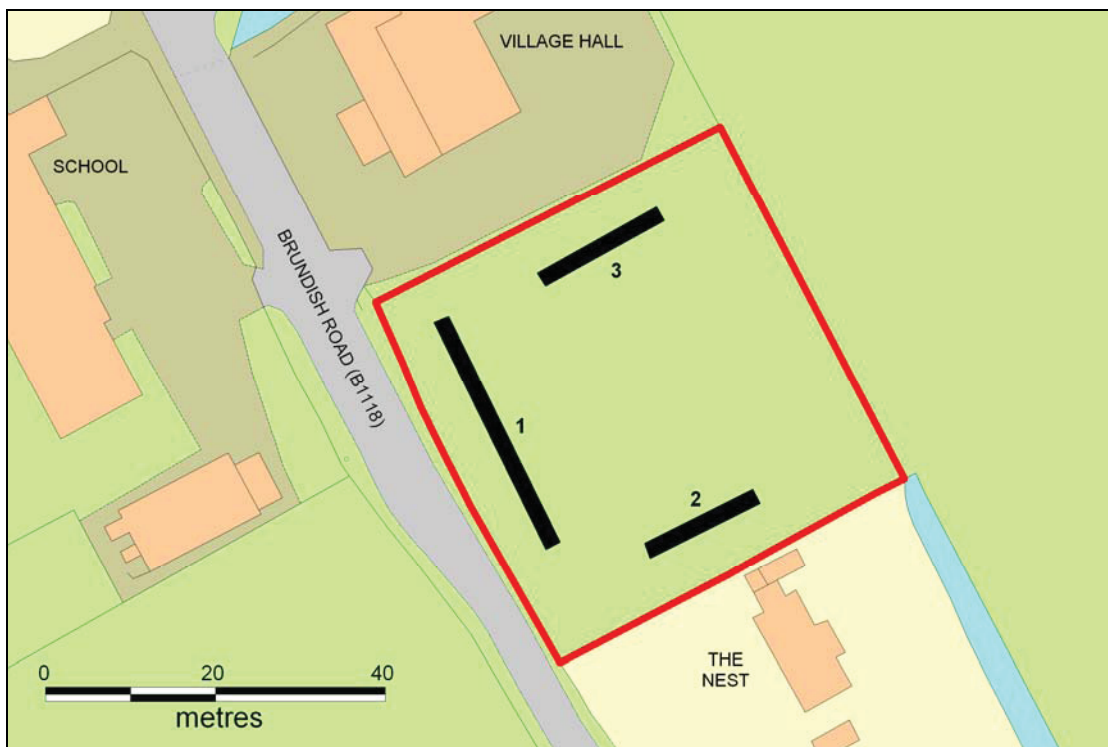 VILLAGE HALL
SCHOOL
BRUNDISH ROAD (B1118)
3
1
2
THE
NEST
0 20 40
metres